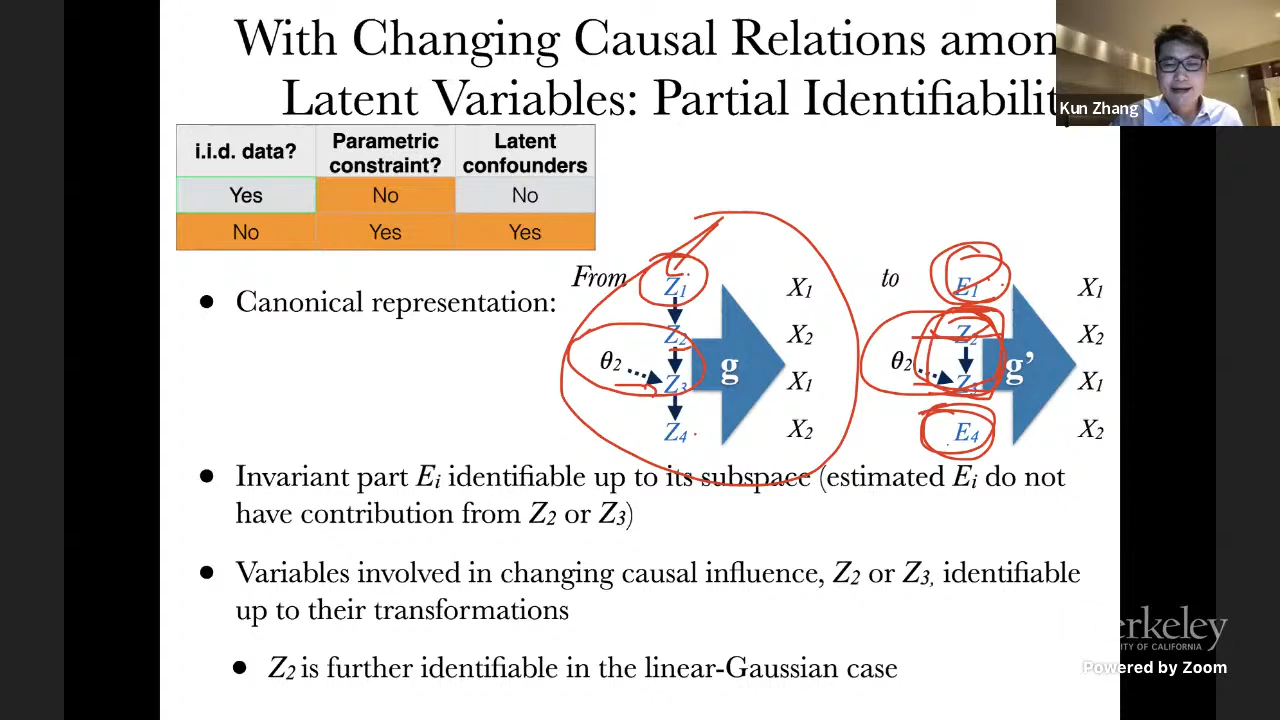 With Changing Causal Relations amon
Latent Variables: Partial Identifiabilit
Kun Zhang
i.i.d. data? Parametric constraint? Latent confounders
Yes No No
No Yes Yes
Canonical representation:
From
Z1
Z2
θ2
Z3
Z4
g
X1
X2
X1
X2
to
E1
Z2
θ2
Z3
E4
g’
X1
X2
X1
X2
Invariant part Ei identifiable up to its subspace (estimated Ei do not
have contribution from Z2 or Z3)
Variables involved in changing causal influence, Z2 or Z3, identifiable
up to their transformations
Z2 is further identifiable in the linear-Gaussian case
erkeley
ITY OF CALIFORNIA
Powered by Zoom